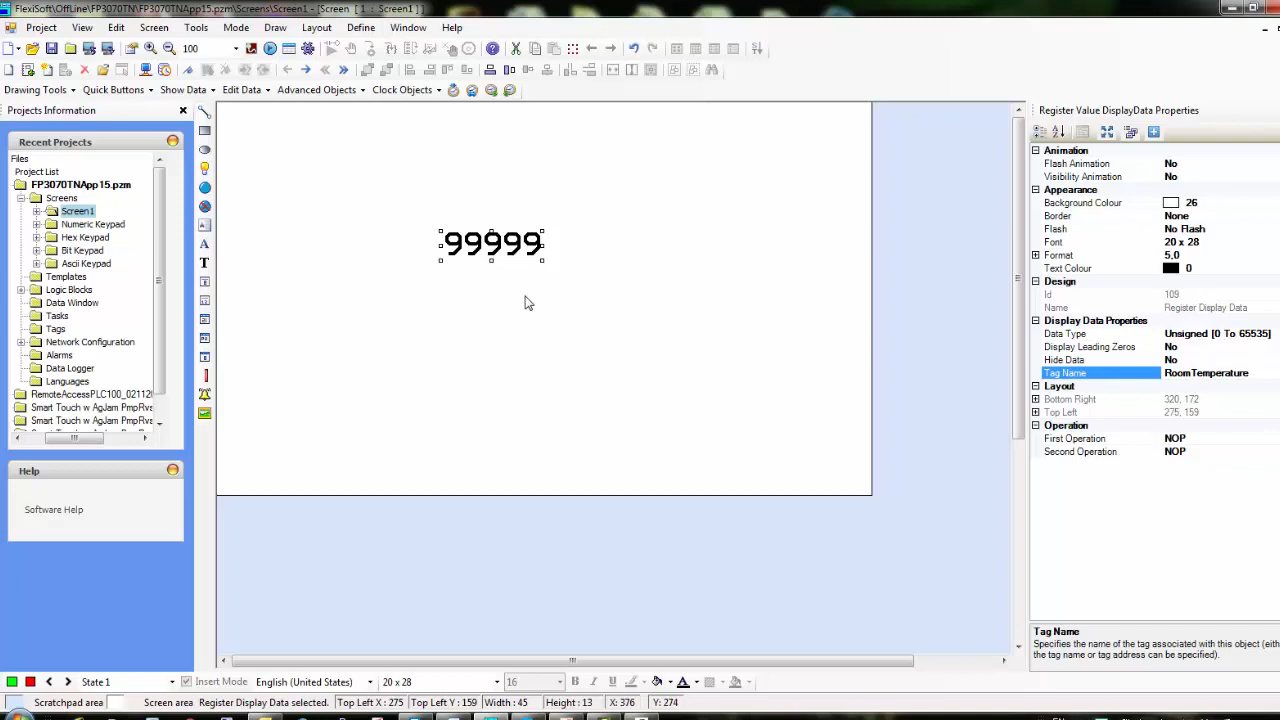 FlexiSoft\OffLine\FP3070TN\FP3070TNApp15.pzm\Screens\Screen1 - [Screen [ 1 : Screen1] ]
Project View Edit Screen Tools Mode Draw Layout Define Window Help
100
Drawing Tools Quick Buttons Show Data Edit Data Advanced Objects Clock Objects
Projects Information
Recent Projects
Files
Project List
FP3070TNApp15.pzm
Screens
Screen1
Numeric Keypad
Hex Keypad
Bit Keypad
Ascii Keypad
Templates
Logic Blocks
Data Window
Tasks
Tags
Network Configuration
Alarms
Data Logger
Languages
RemoteAccessPLC100_02112
Smart Touch w AgJam PmpRvs
Smart Touch w AgJam PmpRvs
Help
Software Help
99999
Register Value DisplayData Properties
Animation
Flash Animation No
Visibility Animation No
Appearance
Background Colour 26
Border None
Flash No Flash
Font 20 x 28
Format 5,0
Text Colour 0
Design
Id 109
Name Register Display Data
Display Data Properties
Data Type Unsigned [0 To 65535]
Display Leading Zeros No
Hide Data No
Tag Name RoomTemperature
Layout
Bottom Right 320, 172
Top Left 275, 159
Operation
First Operation NOP
Second Operation NOP
Tag Name
Specifies the name of the tag associated with this object (eith
the tag name or tag address can be specified).
State 1 Insert Mode English (United States) 20 x 28 16 B I U
Scratchpad area Screen area Register Display Data selected. Top Left X : 275 Top Left Y : 159 Width : 45 Height : 13 X: 376 Y: 274